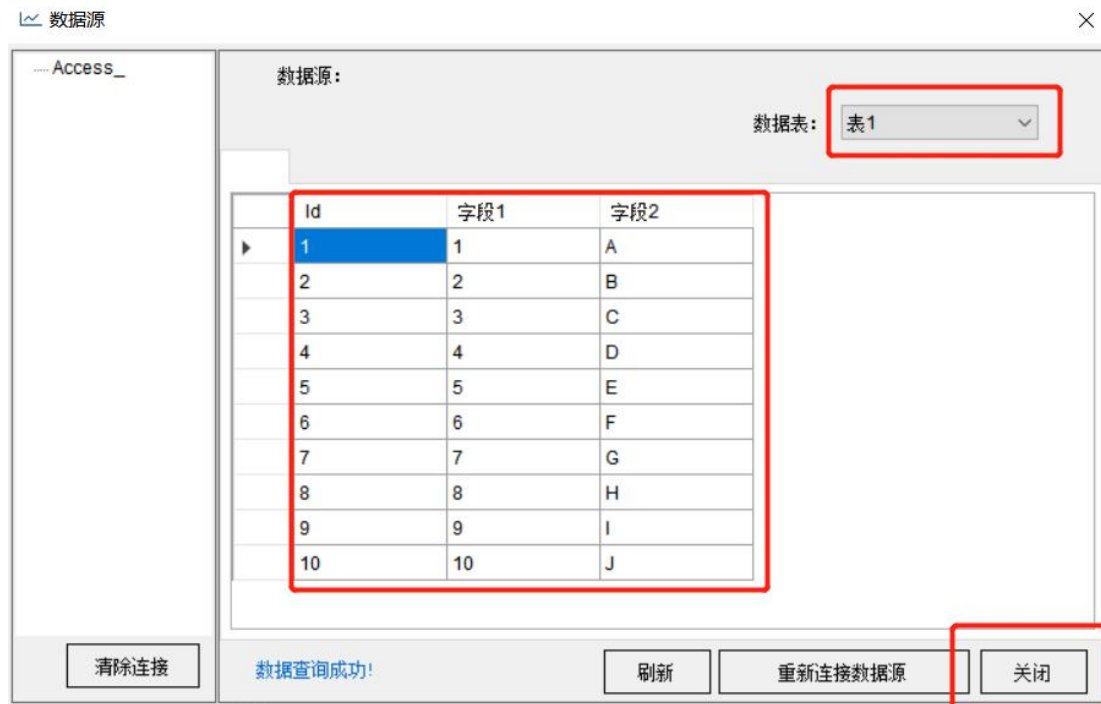 数据源
Access_
数据源：
数据表： 表1
Id 字段1 字段2
1 1 A
2 2 B
3 3 C
4 4 D
5 5 E
6 6 F
7 7 G
8 8 H
9 9 I
10 10 J
清除连接 数据查询成功! 刷新 重新连接数据源 关闭